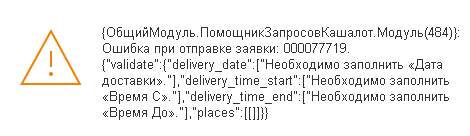 {ОбщийМодуль.ПомощникЗапросовКашалот.Модуль(484)}:
Ошибка при отправке заявки: 000077719.
{"validate":{"delivery_date":["Необходимо заполнить «Дата
доставки»."],"delivery_time_start":["Необходимо заполнить
«Время С»."],"delivery_time_end":["Необходимо заполнить
«Время До»."],"places":[[]]}}